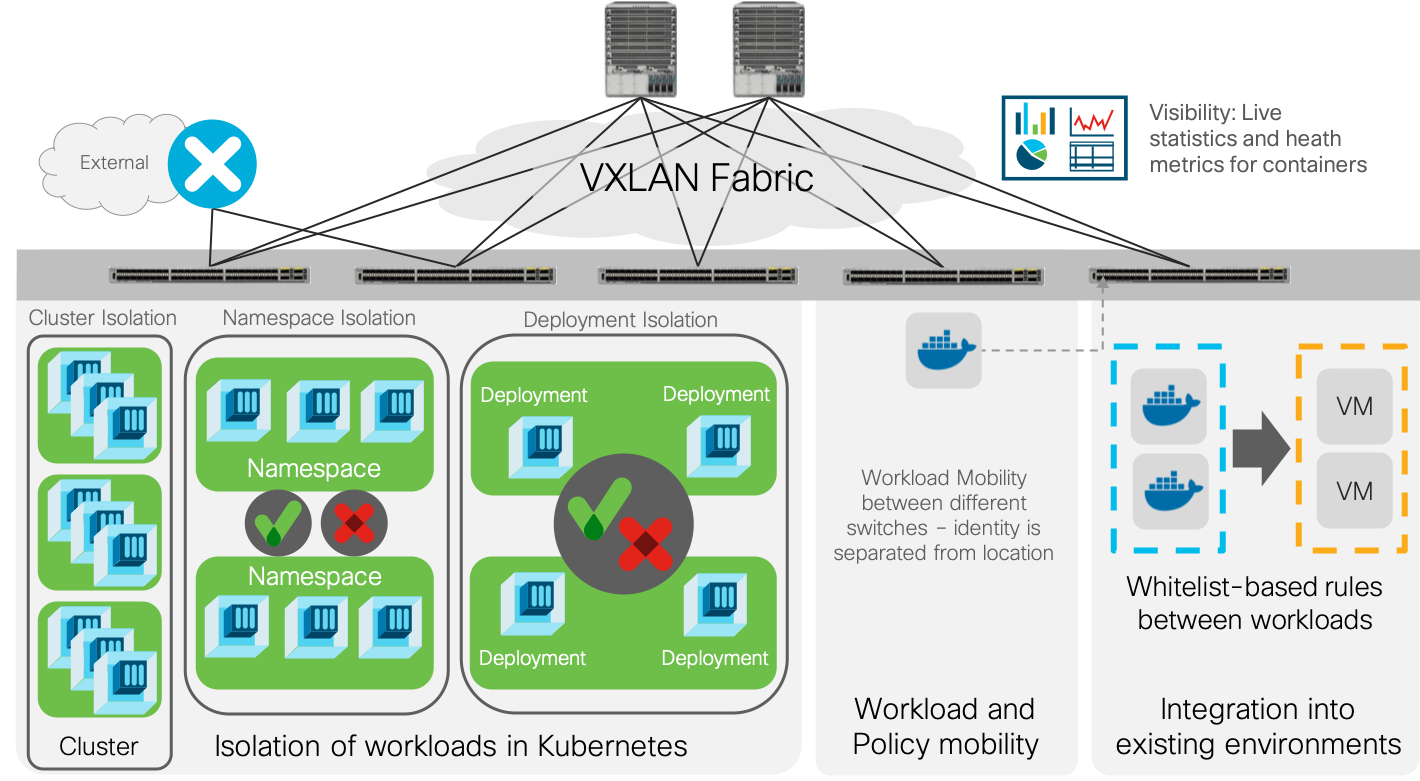 External
VXLAN Fabric
Visibility: Live
statistics and heath
metrics for containers
Cluster Isolation
Namespace Isolation
Deployment Isolation
Namespace
Namespace
Deployment
Deployment
Deployment
Deployment
Cluster
Isolation of workloads in Kubernetes
Workload Mobility
between different
switches – identity is
separated from location
Workload and
Policy mobility
VM
VM
Whitelist-based rules
between workloads
Integration into
existing environments